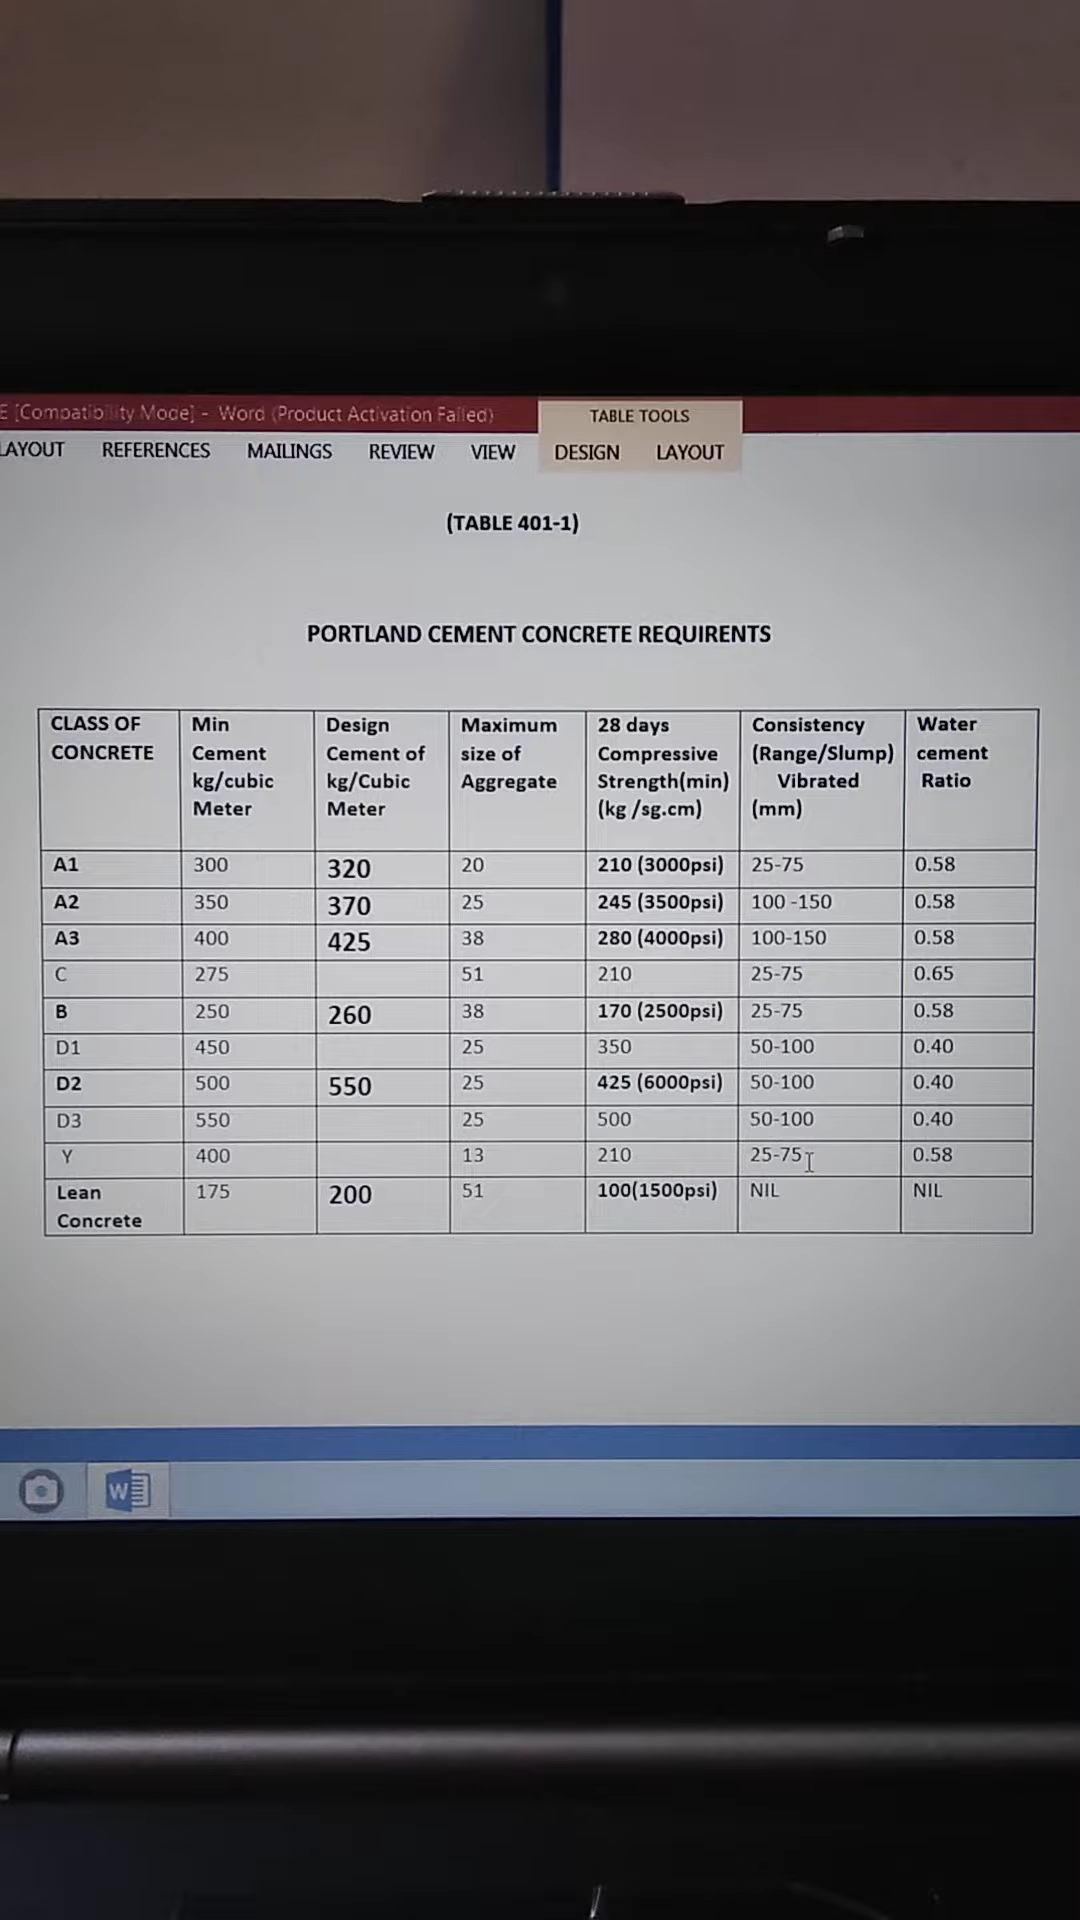 E [Compatibility Mode] - Word (Product Activation Failed)
TABLE TOOLS
LAYOUT REFERENCES MAILINGS REVIEW VIEW DESIGN LAYOUT
(TABLE 401-1)
PORTLAND CEMENT CONCRETE REQUIRENTS
CLASS OF CONCRETE Min Cement kg/cubic Meter Design Cement of kg/Cubic Meter Maximum size of Aggregate 28 days Compressive Strength(min) (kg /sg.cm) Consistency (Range/Slump) Vibrated (mm) Water cement Ratio
A1 300 320 20 210 (3000psi) 25-75 0.58
A2 350 370 25 245 (3500psi) 100 -150 0.58
A3 400 425 38 280 (4000psi) 100-150 0.58
C 275 51 210 25-75 0.65
B 250 260 38 170 (2500psi) 25-75 0.58
D1 450 25 350 50-100 0.40
D2 500 550 25 425 (6000psi) 50-100 0.40
D3 550 25 500 50-100 0.40
Y 400 13 210 25-75 0.58
Lean Concrete 175 200 51 100(1500psi) NIL NIL
W